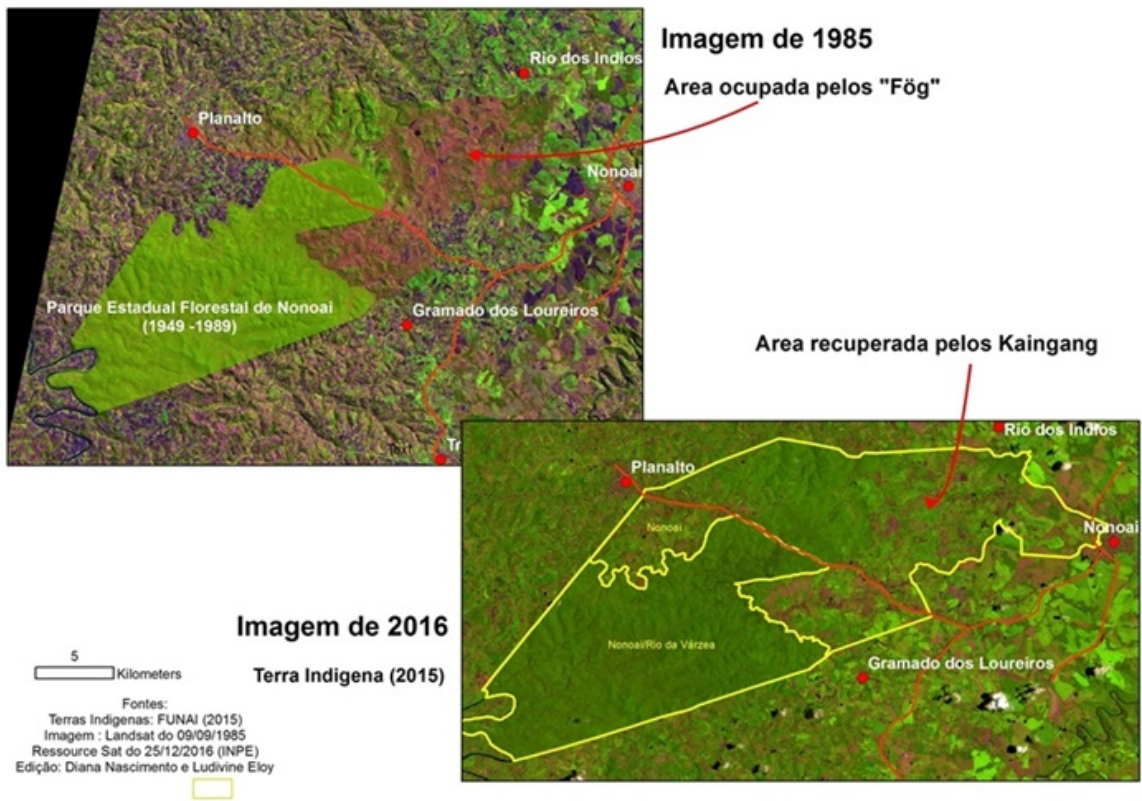 Imagem de 1985
Area ocupada pelos "Fög"
Rio dos Indios
Planalto
Nonoai
Parque Estadual Florestal de Nonoai
(1949 -1989)
Gramado dos Loureiros
Tr
Text
Area recuperada pelos Kaingang
Rio dos Indios
Planalto
Nonoai
Nonoai
Nonoai/Rio da Várzea
Gramado dos Loureiros
Imagem de 2016
Terra Indigena (2015)
5
Kilometers
Fontes:
Terras Indigenas: FUNAI (2015)
Imagem : Landsat do 09/09/1985
Ressource Sat do 25/12/2016 (INPE)
Edição: Diana Nascimento e Ludivine Eloy